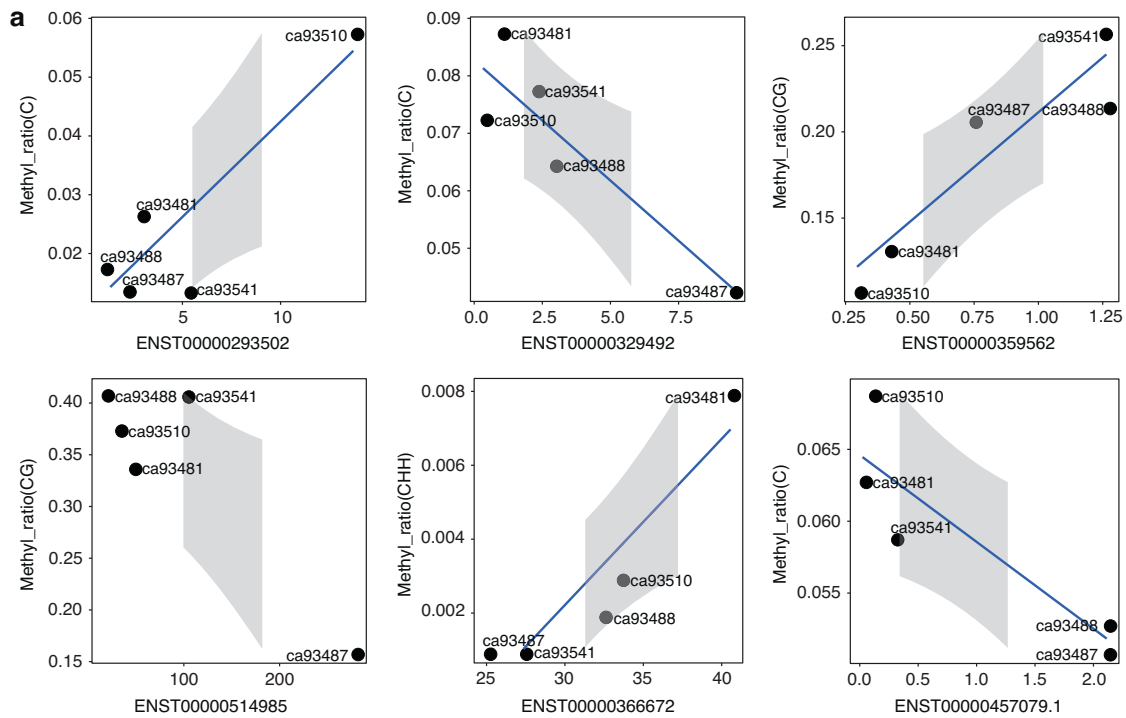 a
0.06
0.05
0.04
0.03
0.02
Methyl_ratio(C)
ca93510
ca93481
ca93488
ca93487
ca93541
5 10
ENST00000293502
0.09
0.08
0.07
0.06
0.05
Methyl_ratio(C)
ca93481
ca93541
ca93510
ca93488
ca93487
0.0 2.5 5.0 7.5
ENST00000329492
0.25
0.20
0.15
Methyl_ratio(CG)
ca93541
ca93487
ca93488
ca93481
ca93510
0.25 0.50 0.75 1.00 1.25
ENST00000359562
0.40
0.35
0.30
0.25
0.20
0.15
Methyl_ratio(CG)
ca93488
ca93541
ca93510
ca93481
ca93487
100 200
ENST00000514985
0.008
0.006
0.004
0.002
Methyl_ratio(CHH)
ca93481
ca93510
ca93488
ca93487
ca93541
25 30 35 40
ENST00000366672
0.065
0.060
0.055
Methyl_ratio(C)
ca93510
ca93481
ca93541
ca93488
ca93487
0.0 0.5 1.0 1.5 2.0
ENST00000457079.1